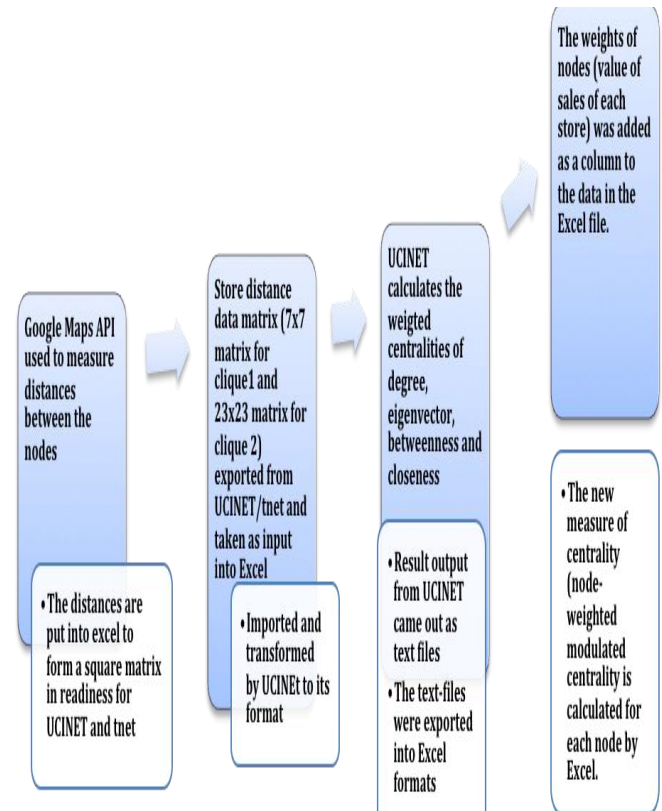 Google Maps API
used to measure
distances
between the
nodes
•The distances are
put into excel to
form a square matrix
in readiness for
UCINET and tnet
Store distance
data matrix (7x7
matrix for
clique1 and
23x23 matrix for
clique 2)
exported from
UCINET/tnet and
taken as input
into Excel
•Imported and
transformed
by UCINEt to its
format
UCINET
calculates the
weigted
centralities of
degree,
eigenvector,
betweenness and
closeness
•Result output
from UCINET
came out as
text files
•The text-files
were exported
into Excel
formats
The weights of
nodes (value of
sales of each
store) was added
as a column to
the data in the
Excel file.
•The new
measure of
centrality
(node-
weighted
modulated
centrality is
calculated for
each node by
Excel.